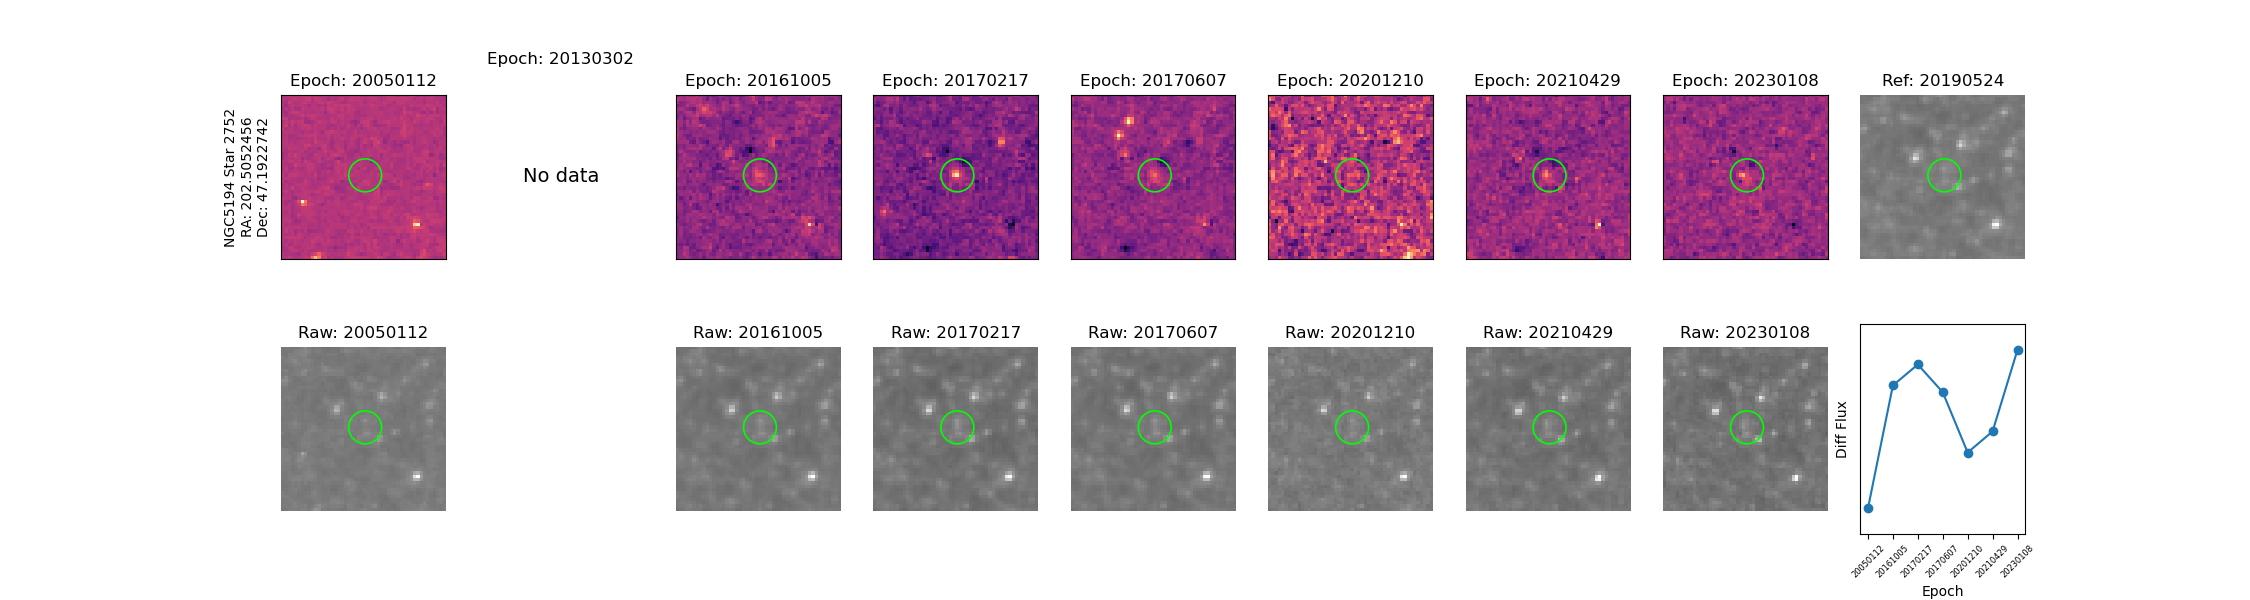 NGC5194 Star 2752
RA: 202.5052456
Dec: 47.1922742
Epoch: 20050112
Epoch: 20130302
No data
Epoch: 20161005
Epoch: 20170217
Epoch: 20170607
Epoch: 20201210
Epoch: 20210429
Epoch: 20230108
Ref: 20190524
Raw: 20050112
Raw: 20161005
Raw: 20170217
Raw: 20170607
Raw: 20201210
Raw: 20210429
Raw: 20230108
Diff Flux
20050112
20161005
20170217
20170607
20201210
20210429
20230108
Epoch